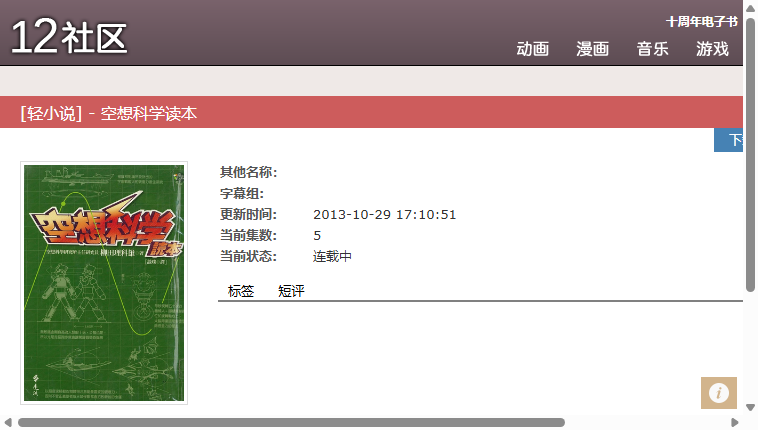 12社区
十周年电子书
动画 漫画 音乐 游戏
[轻小说] - 空想科学读本
其他名称:
字幕组:
更新时间: 2013-10-29 17:10:51
当前集数: 5
当前状态: 连载中
标签 短评
空想科学
读本